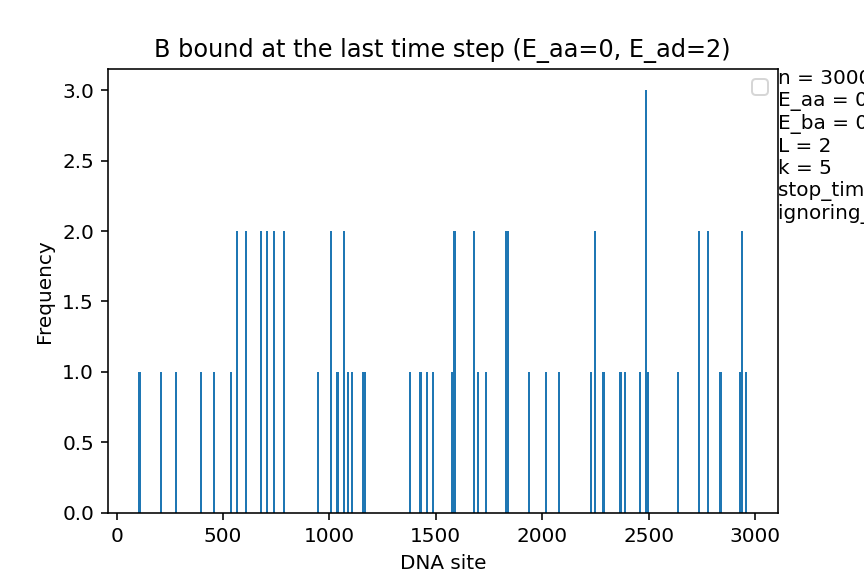 B bound at the last time step (E_aa=0, E_ad=2)
n = 3000
E_aa = 0
E_ba = 0
L = 2
k = 5
stop_tim
ignoring_
3.0
2.5
2.0
1.5
1.0
0.5
0.0
Frequency
0 500 1000 1500 2000 2500 3000
DNA site